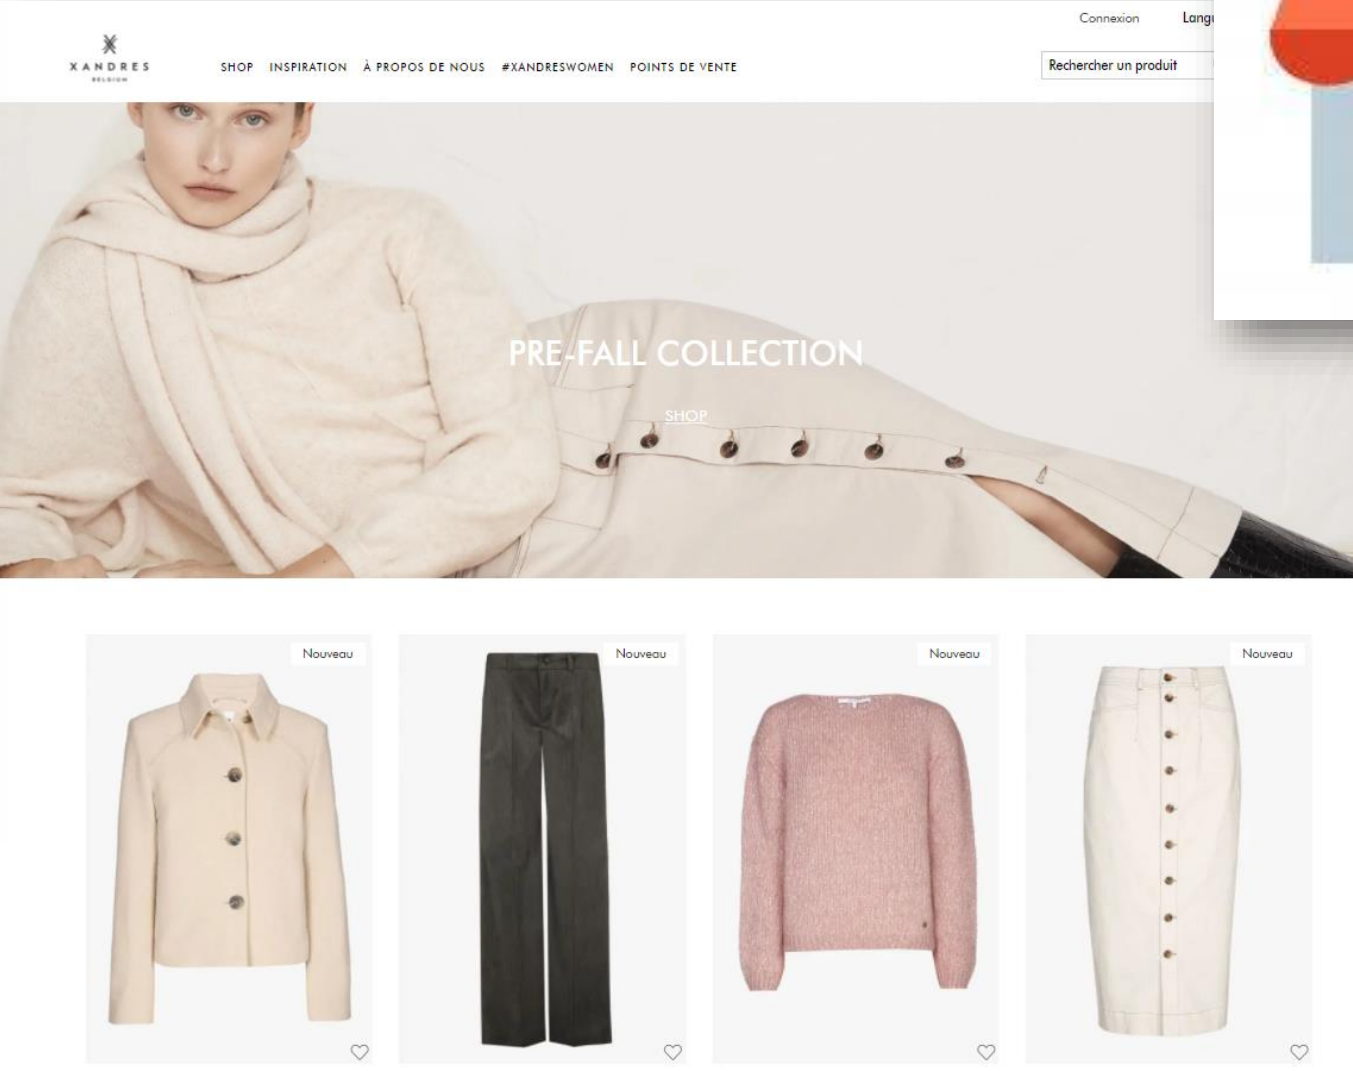 Connexion
XANDRES
BELGIUM
SHOP INSPIRATION À PROPOS DE NOUS #XANDRESWOMEN POINTS DE VENTE
Rechercher un produit
PRE-FALL COLLECTION
SHOP
Nouveau
Nouveau
Nouveau
Nouveau